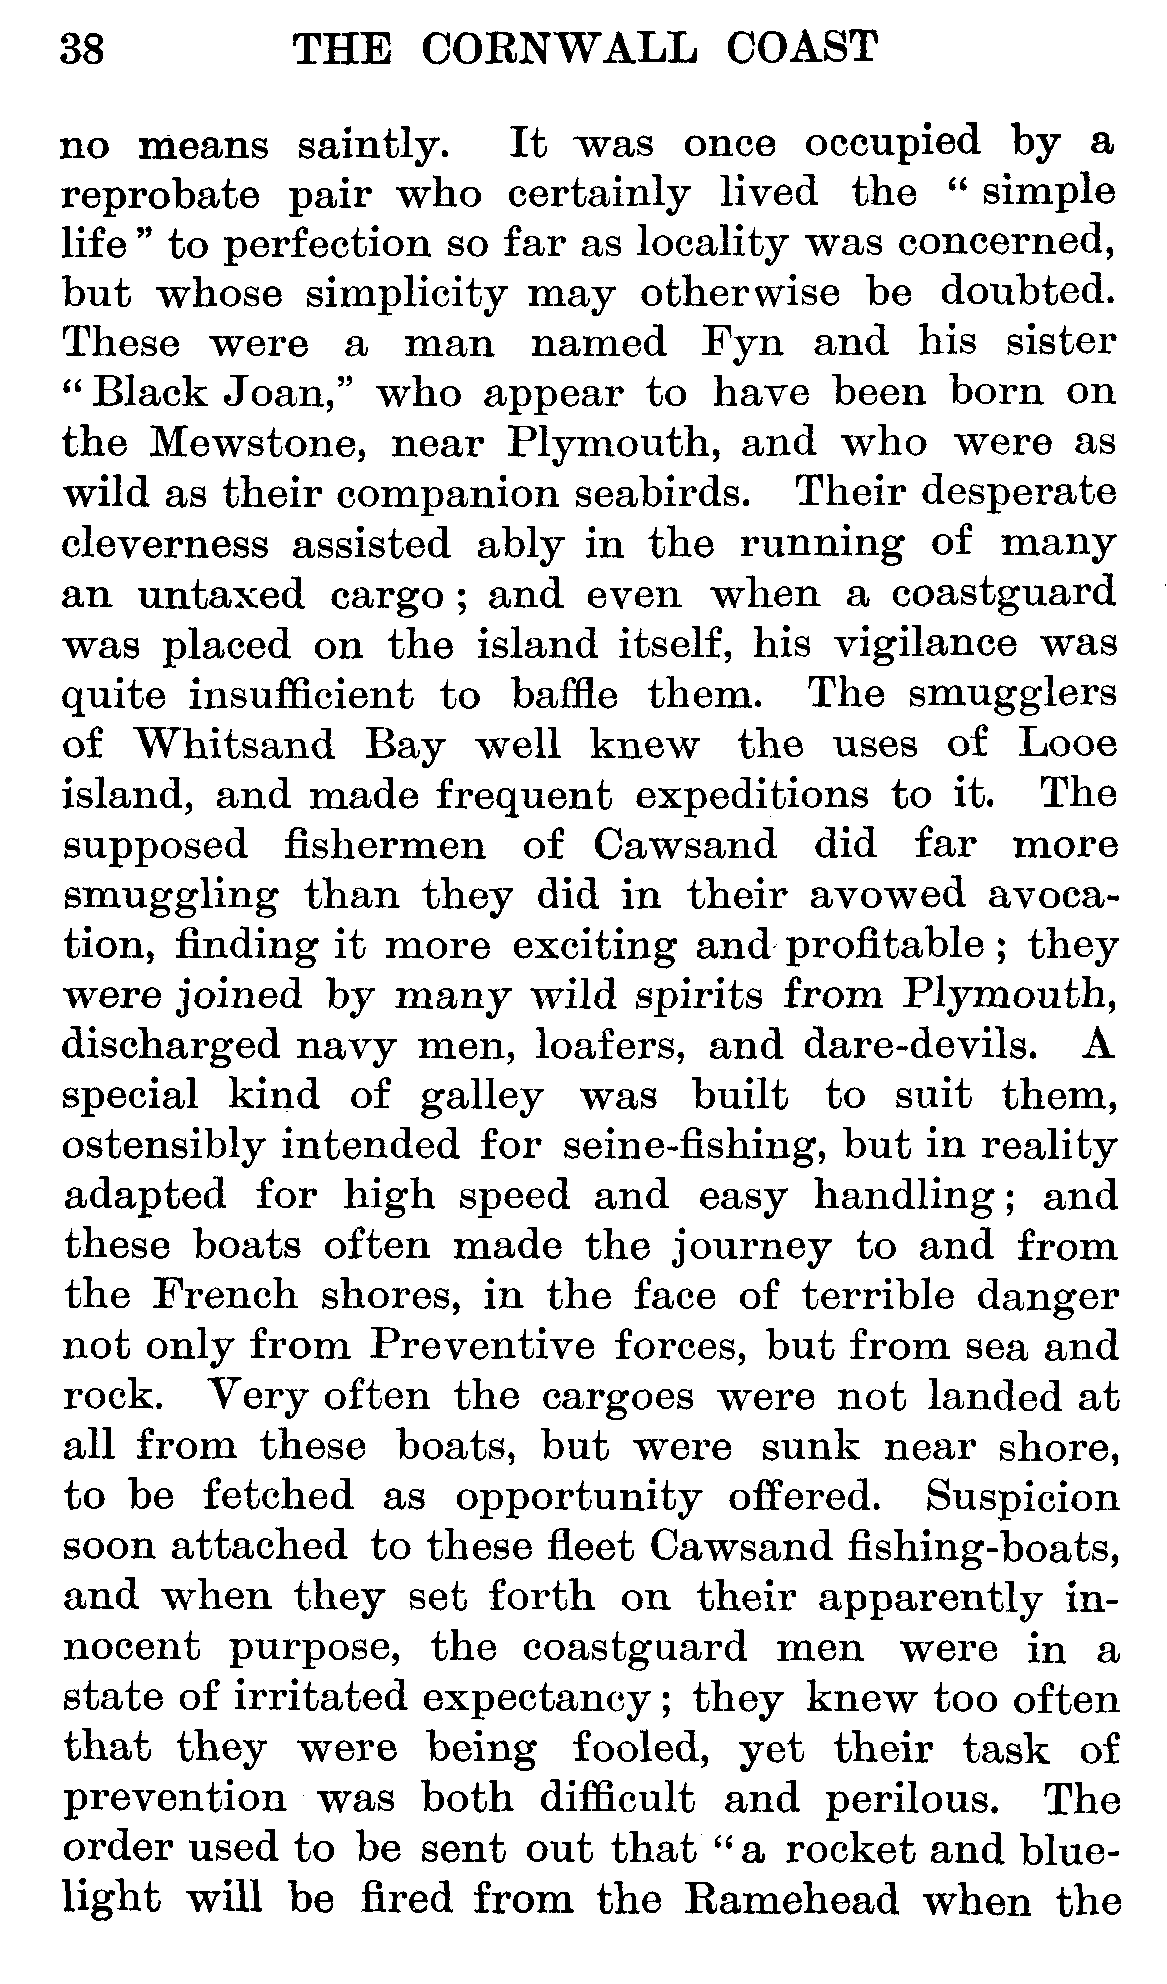 38 THE CORNWALL COAST
no means saintly. It was once occupied by a
reprobate pair who certainly lived the " simple
life " to perfection so far as locality was concerned,
but whose simplicity may otherwise be doubted.
These were a man named Fyn and his sister
" Black Joan," who appear to have been born on
the Mewstone, near Plymouth, and who were as
wild as their companion seabirds. Their desperate
cleverness assisted ably in the running of many
an untaxed cargo ; and even when a coastguard
was placed on the island itself, his vigilance was
quite insufficient to baffle them. The smugglers
of Whitsand Bay well knew the uses of Looe
island, and made frequent expeditions to it. The
supposed fishermen of Cawsand did far more
smuggling than they did in their avowed avoca-
tion, finding it more exciting and profitable ; they
were joined by many wild spirits from Plymouth,
discharged navy men, loafers, and dare-devils. A
special kind of galley was built to suit them,
ostensibly intended for seine-fishing, but in reality
adapted for high speed and easy handling ; and
these boats often made the journey to and from
the French shores, in the face of terrible danger
not only from Preventive forces, but from sea and
rock. Very often the cargoes were not landed at
all from these boats, but were sunk near shore,
to be fetched as opportunity offered. Suspicion
soon attached to these fleet Cawsand fishing-boats,
and when they set forth on their apparently in-
nocent purpose, the coastguard men were in a
state of irritated expectancy ; they knew too often
that they were being fooled, yet their task of
prevention was both difficult and perilous. The
order used to be sent out that " a rocket and blue-
light will be fired from the Ramehead when the